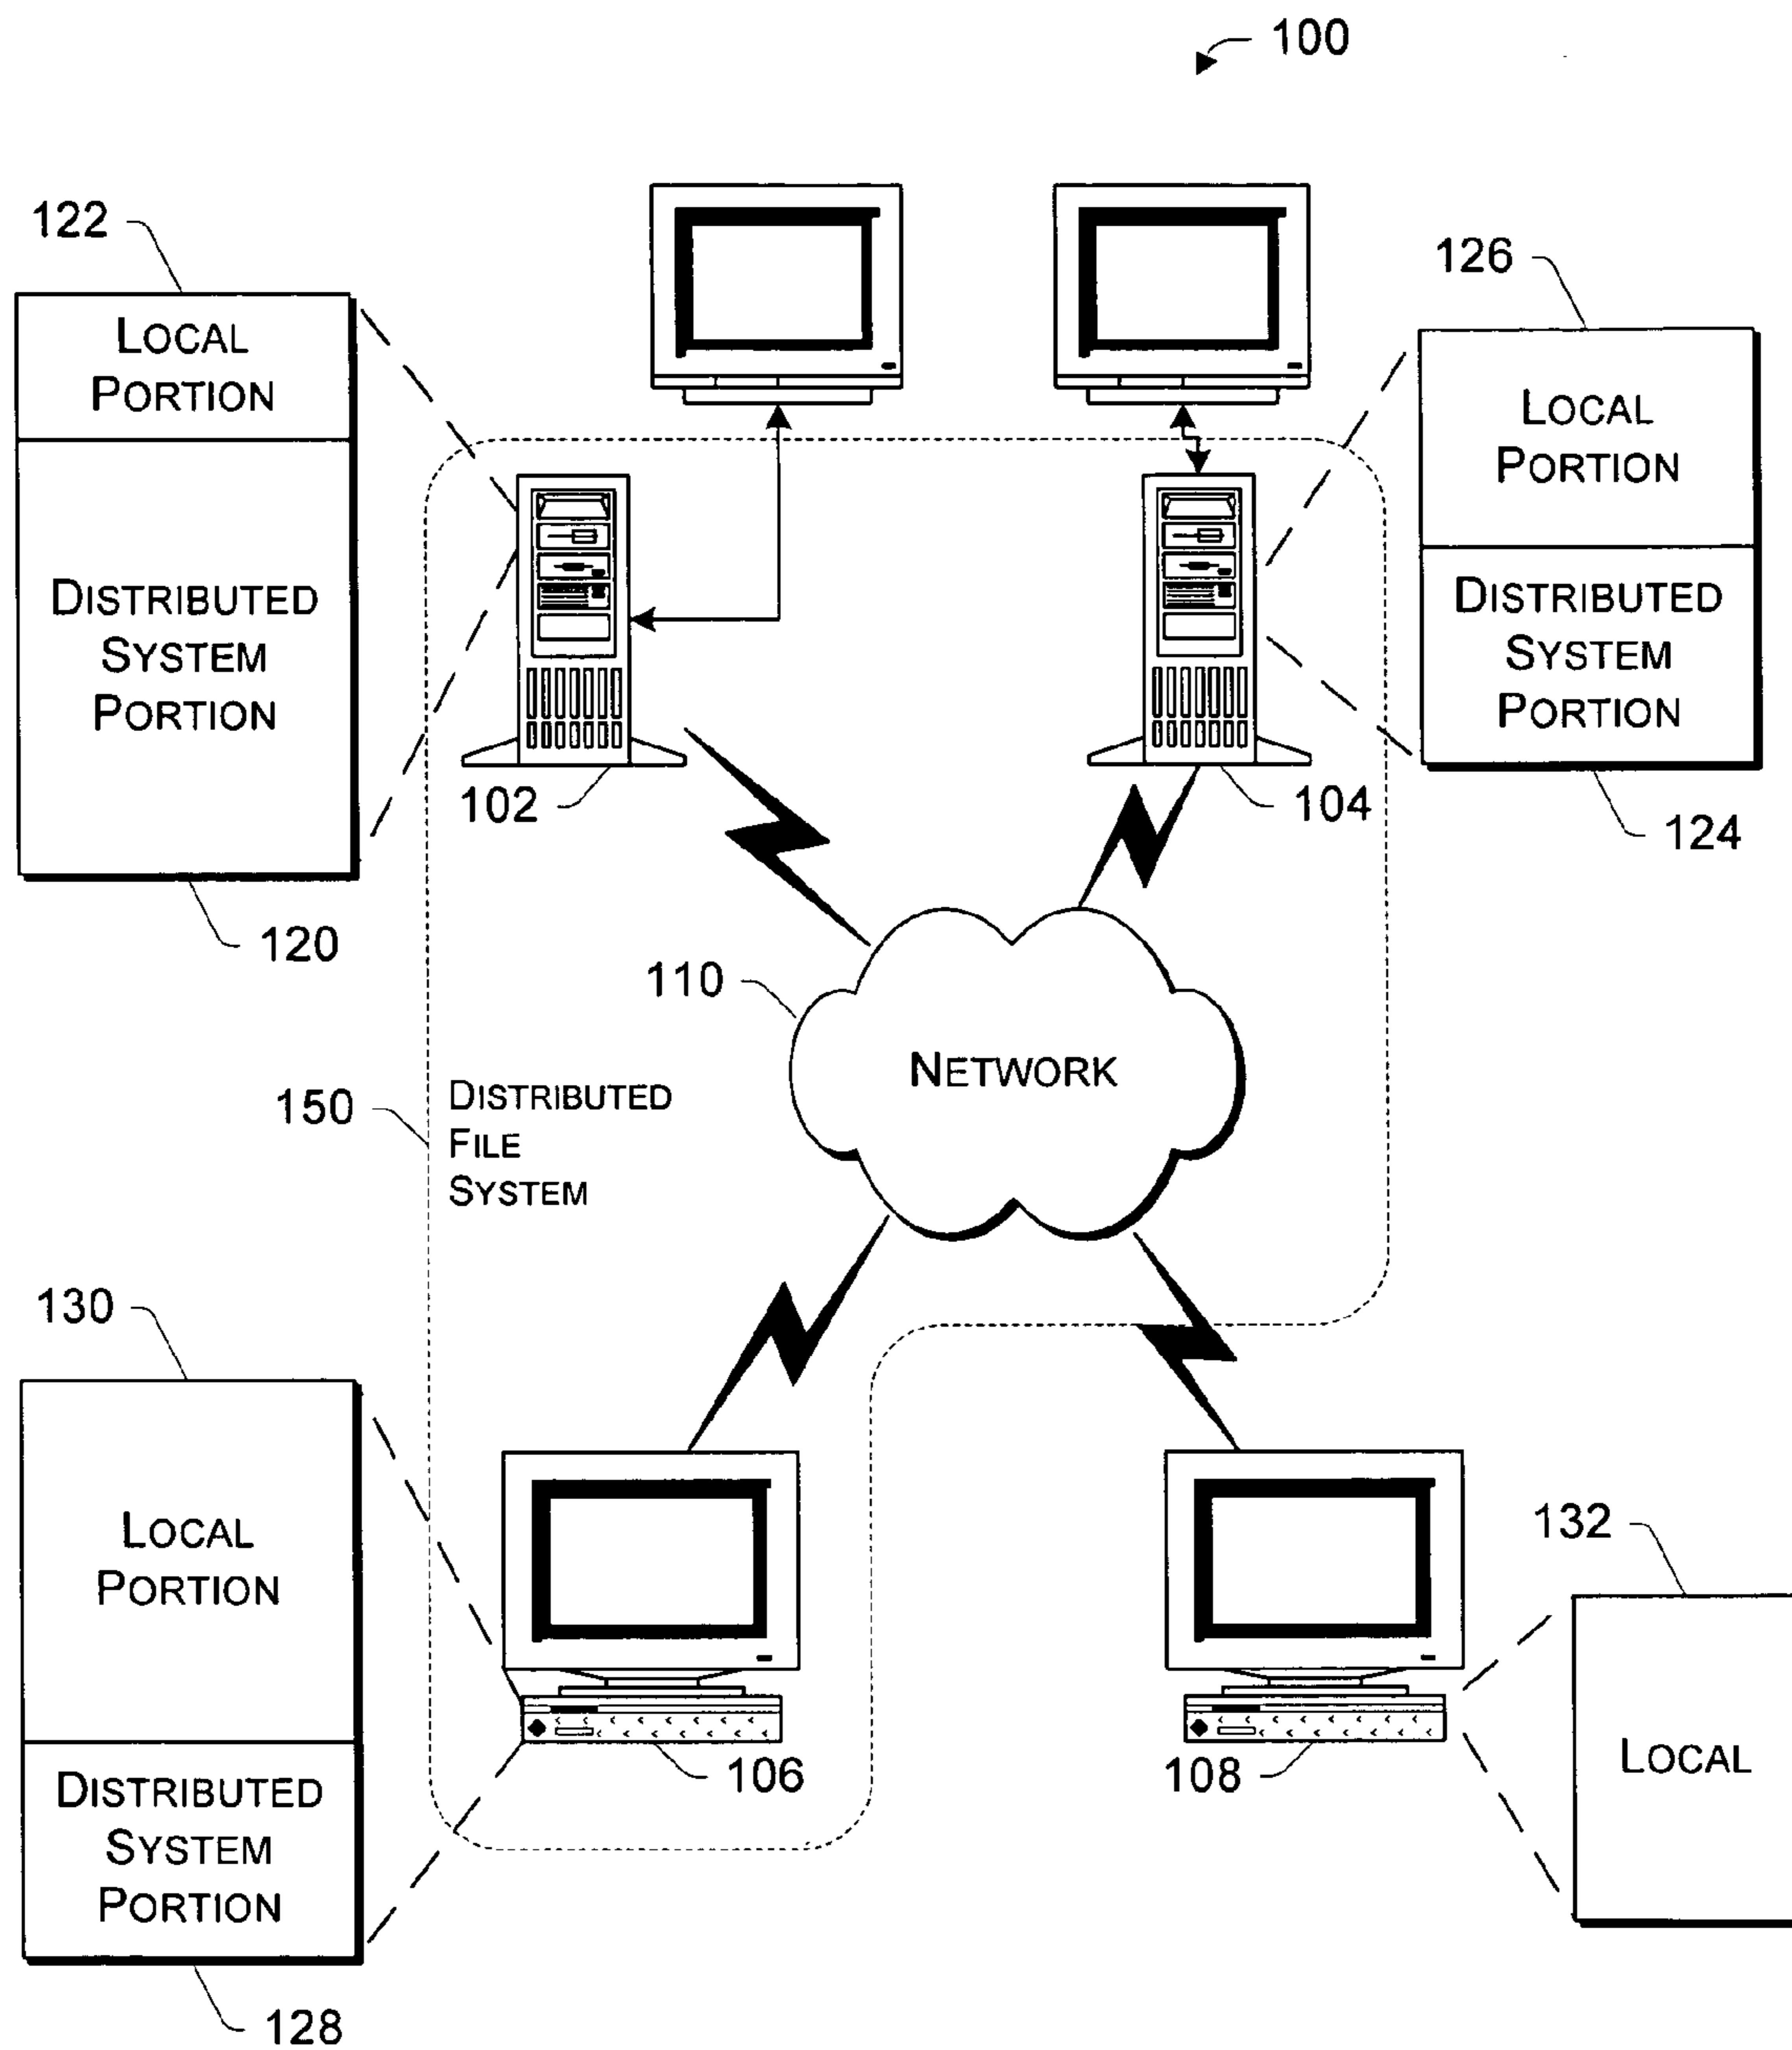 100
122
126
LOCAL
PORTION
LOCAL
PORTION
DISTRIBUTED
SYSTEM
PORTION
DISTRIBUTED
SYSTEM
PORTION
102
104
124
120
110
NETWORK
150
DISTRIBUTED
FILE
SYSTEM
130
132
LOCAL
PORTION
106
108
LOCAL
DISTRIBUTED
SYSTEM
PORTION
128